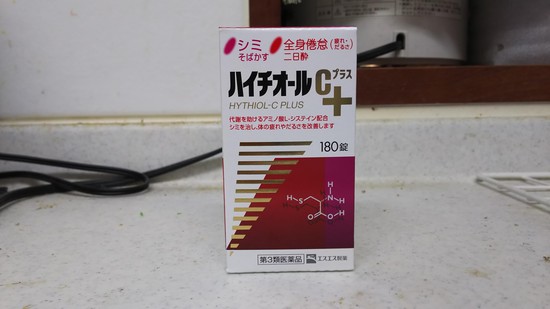 シミ
そばかす
全身倦怠(疲れ・だるさ)
二日酔
ハイチオールCプラス
HYTHIOL-C PLUS
代謝を助けるアミノ酸L-システイン配合
シミを治し、体の疲れやだるさを改善します
180錠
H
H S N H
O O H
第3類医薬品
エスエス製薬